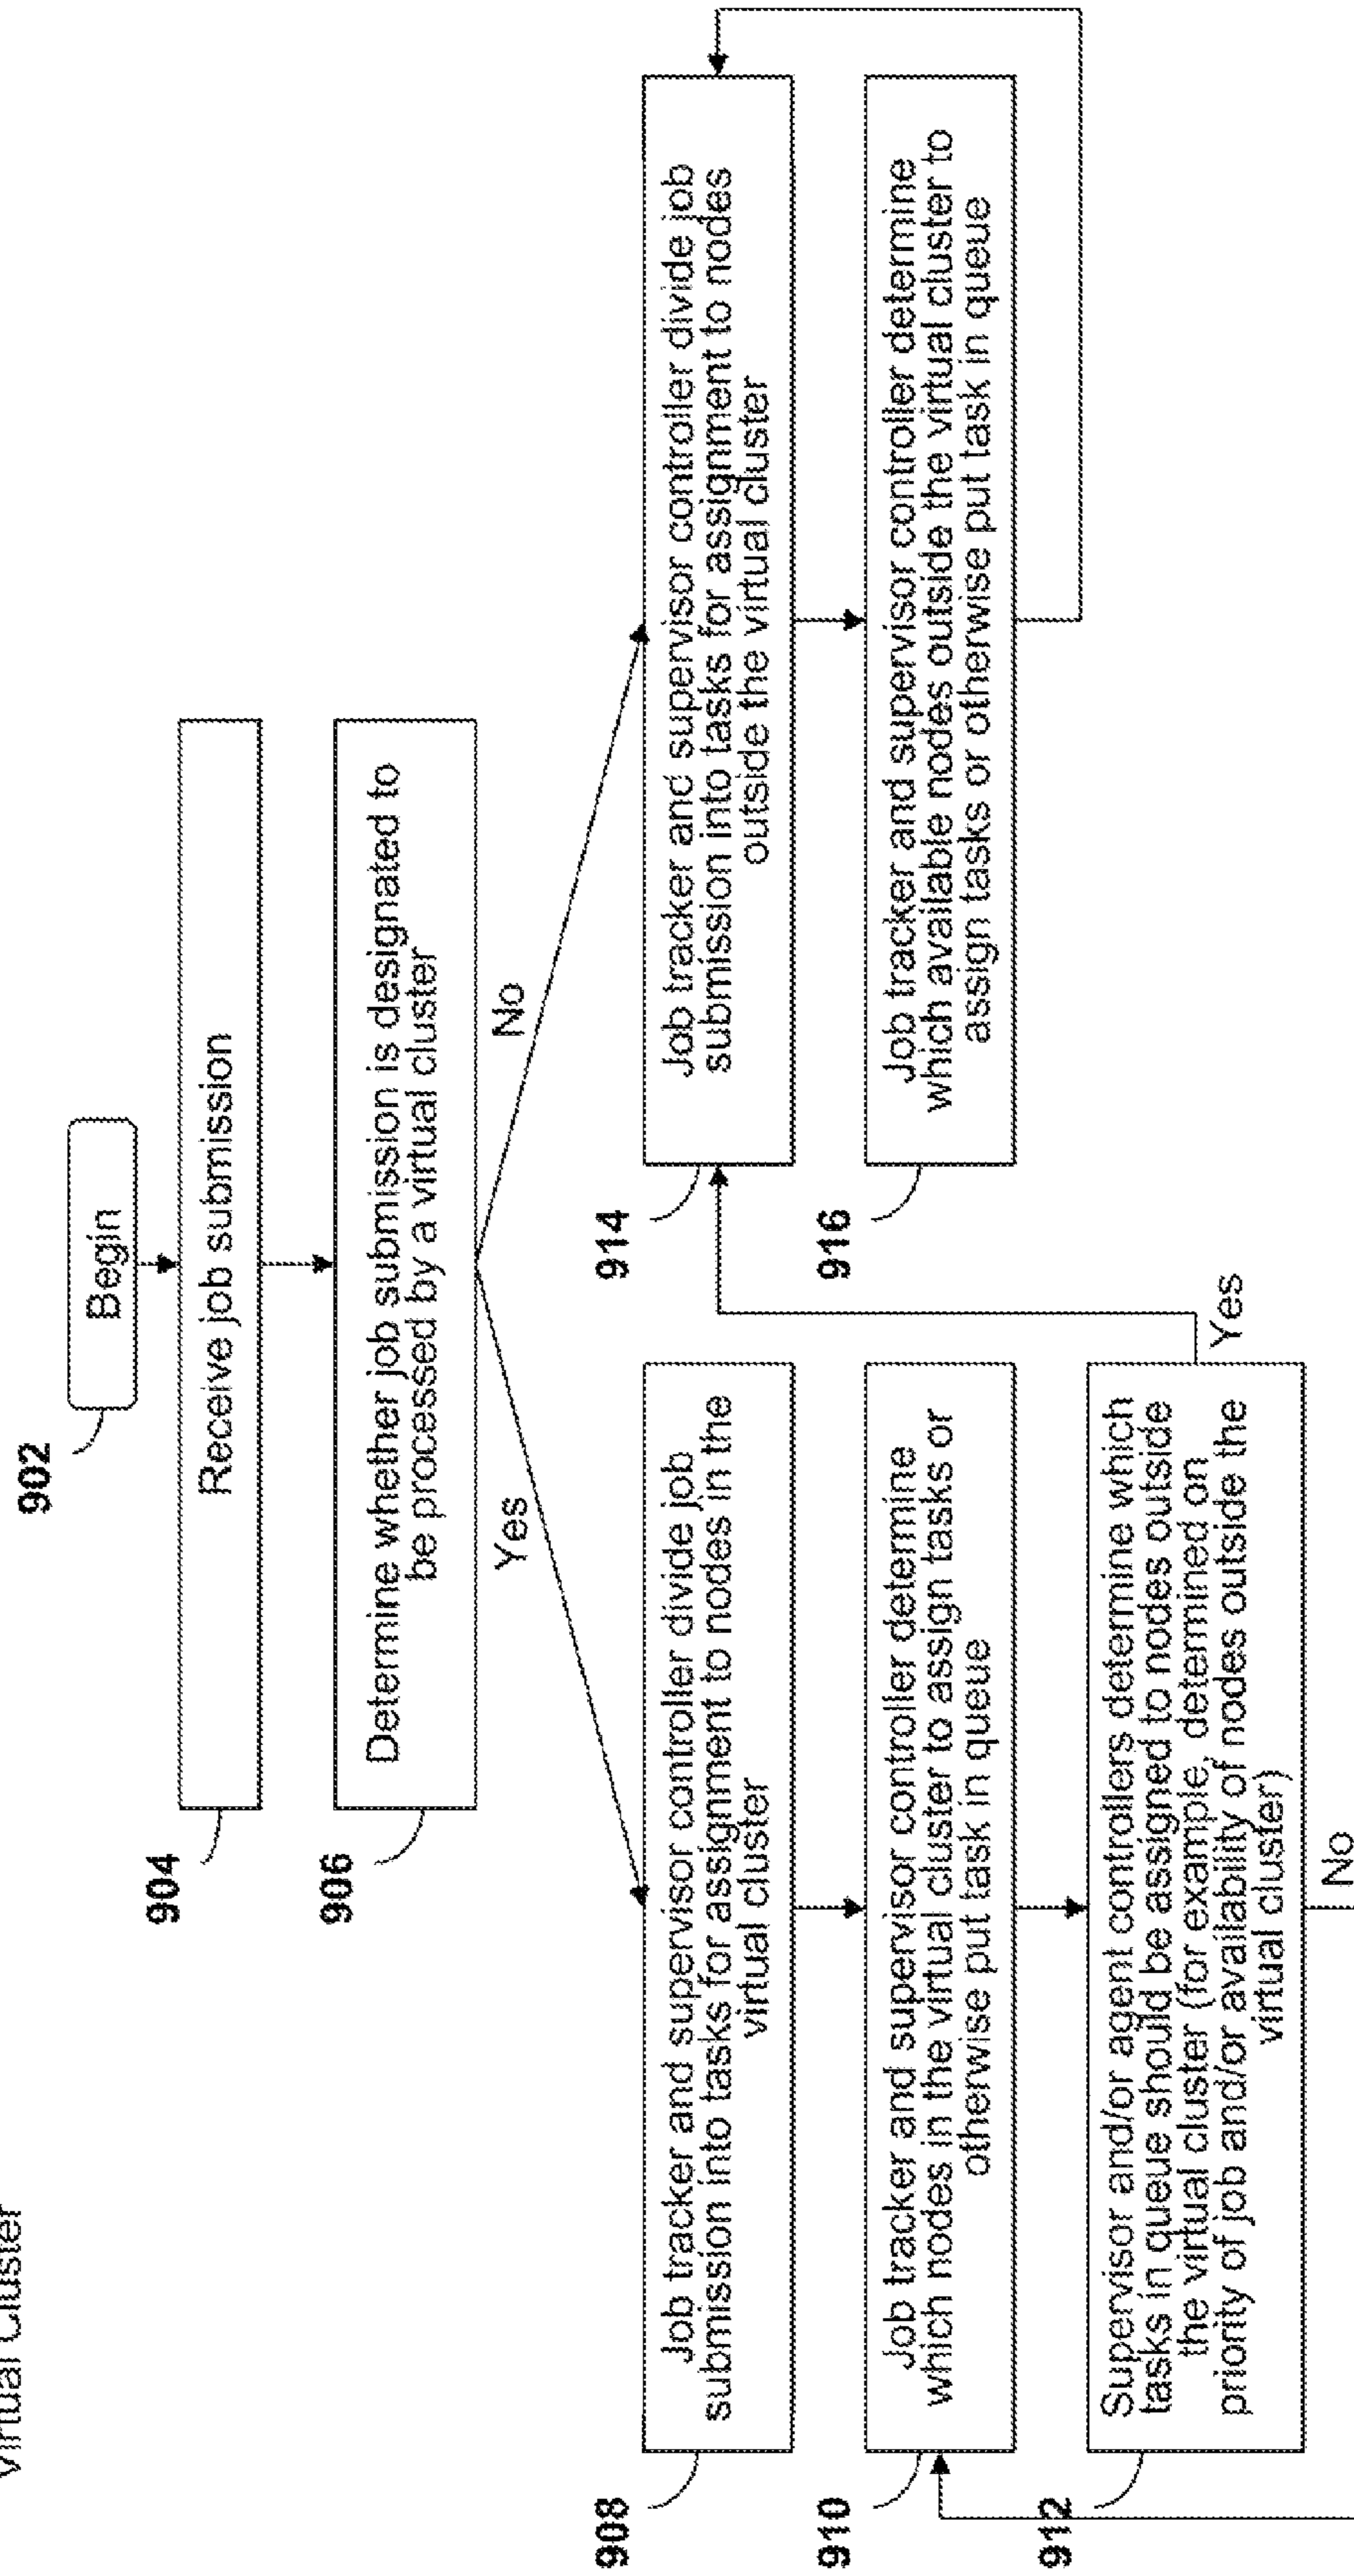 Virtual Cluster
902
Begin
904
Receive job submission
906
Determine whether job submission is designated to
be processed by a virtual cluster
Yes
No
908
Job tracker and supervisor controller divide job
submission into tasks for assignment to nodes in the
virtual cluster
910
Job tracker and supervisor controller determine
which nodes in the virtual cluster to assign tasks or
otherwise put task in queue
912
Supervisor and/or agent controllers determine which
tasks in queue should be assigned to nodes outside
the virtual cluster (for example, determined on
priority of job and/or availability of nodes outside the
virtual cluster)
Yes
No
914
Job tracker and supervisor controller divide job
submission into tasks for assignment to nodes
outside the virtual cluster
916
Job tracker and supervisor controller determine
which available nodes outside the virtual cluster to
assign tasks or otherwise put task in queue